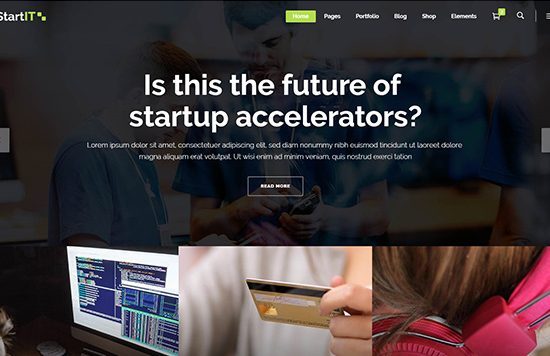 StartIT
Home Pages Portfolio Blog Shop Elements
Is this the future of
startup accelerators?
Lorem ipsum dolor sit amet, consectetuer adipiscing elit, sed diam nonummy nibh euismod tincidunt ut laoreet dolore
magna aliquam erat volutpat. Ut wisi enim ad minim veniam, quis nostrud exerci tation
READ MORE